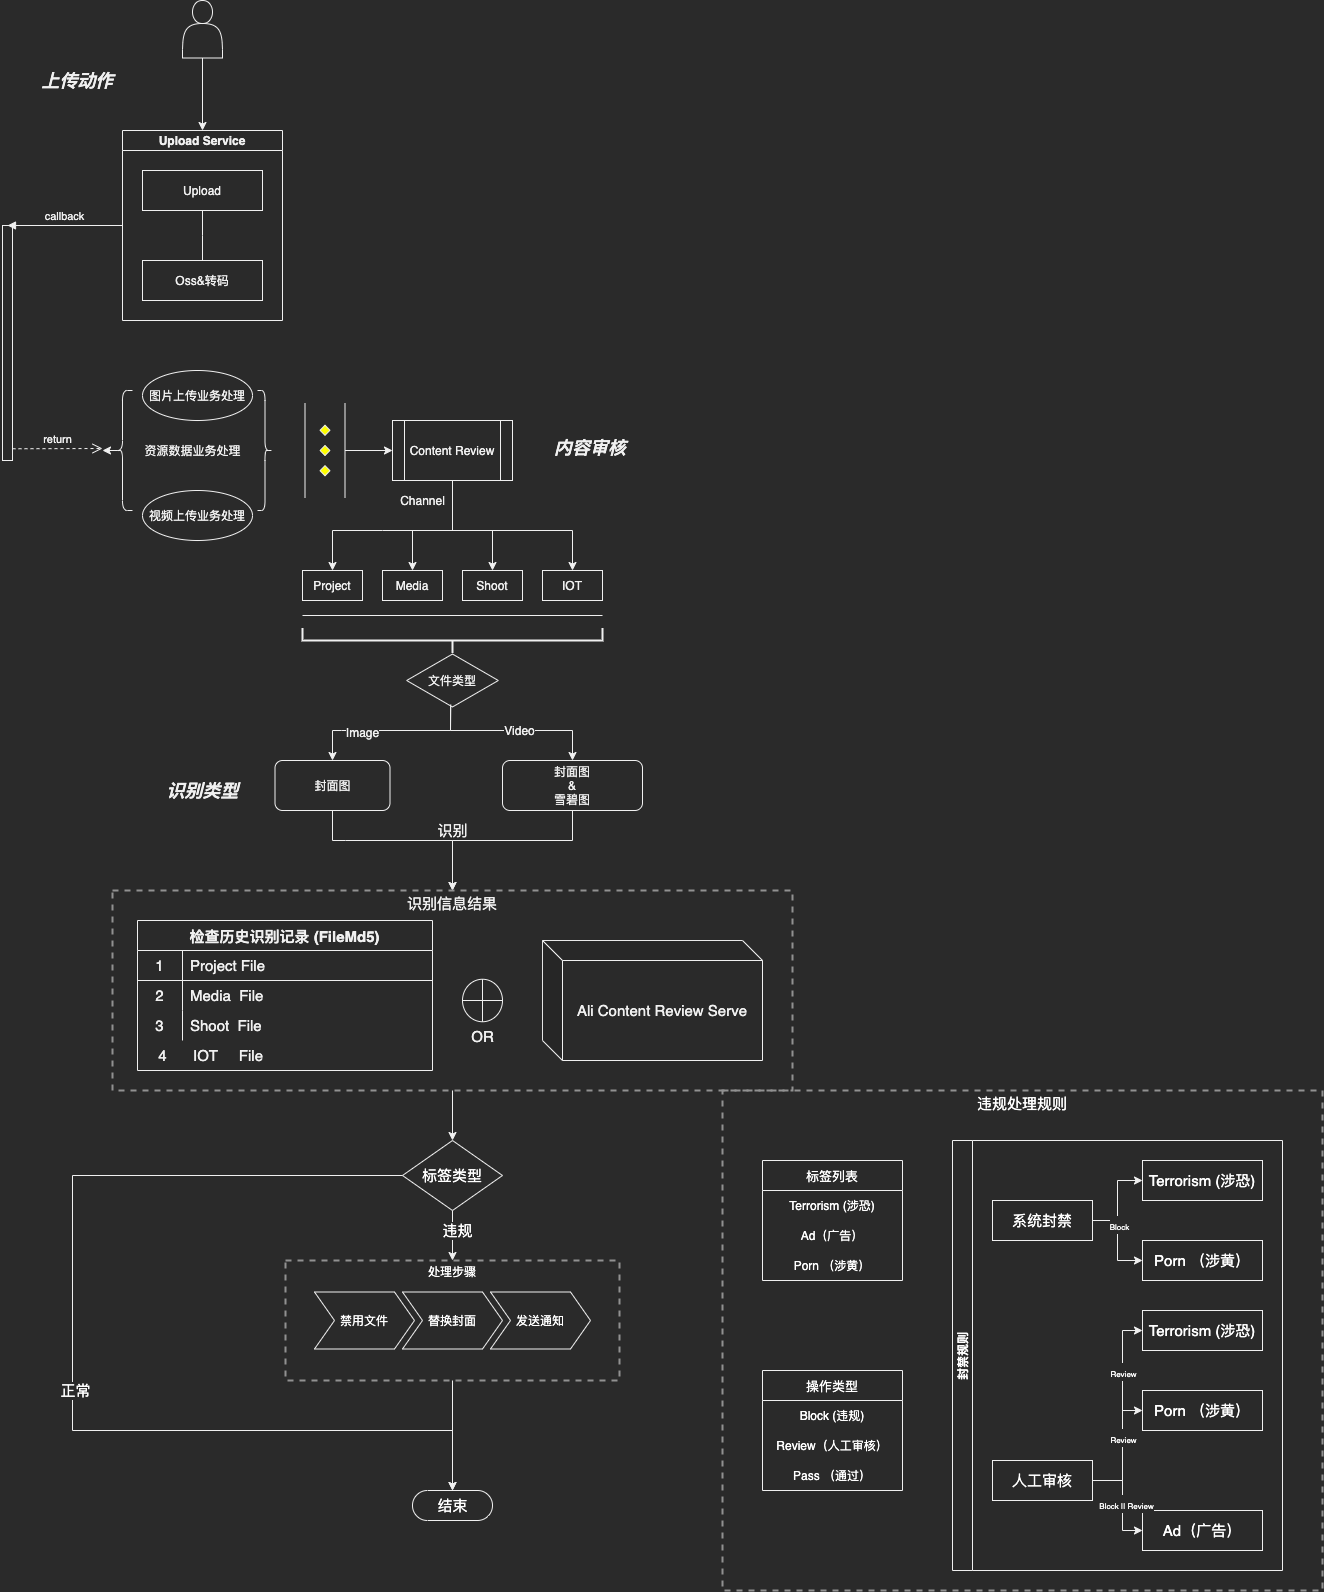 上传动作
Upload Service
Upload
callback
Oss&转码
图片上传业务处理
return
资源数据业务处理
视频上传业务处理
Content Review
内容审核
Channel
Project
Media
Shoot
IOT
文件类型
Image
Video
识别类型
封面图
封面图
&
雪碧图
识别
识别信息结果
检查历史识别记录 (FileMd5)
1 Project File
2 Media File
3 Shoot File
4 IOT File
OR
Ali Content Review Serve
标签类型
违规
处理步骤
禁用文件
替换封面
发送通知
正常
结束
违规处理规则
标签列表
Terrorism (涉恐)
Ad（广告）
Porn （涉黄）
操作类型
Block (违规)
Review（人工审核）
Pass （通过）
封禁规则
系统封禁
Block
Terrorism (涉恐)
Porn （涉黄）
人工审核
Terrorism (涉恐)
Review
Porn （涉黄）
Review
Block II Review
Ad（广告）